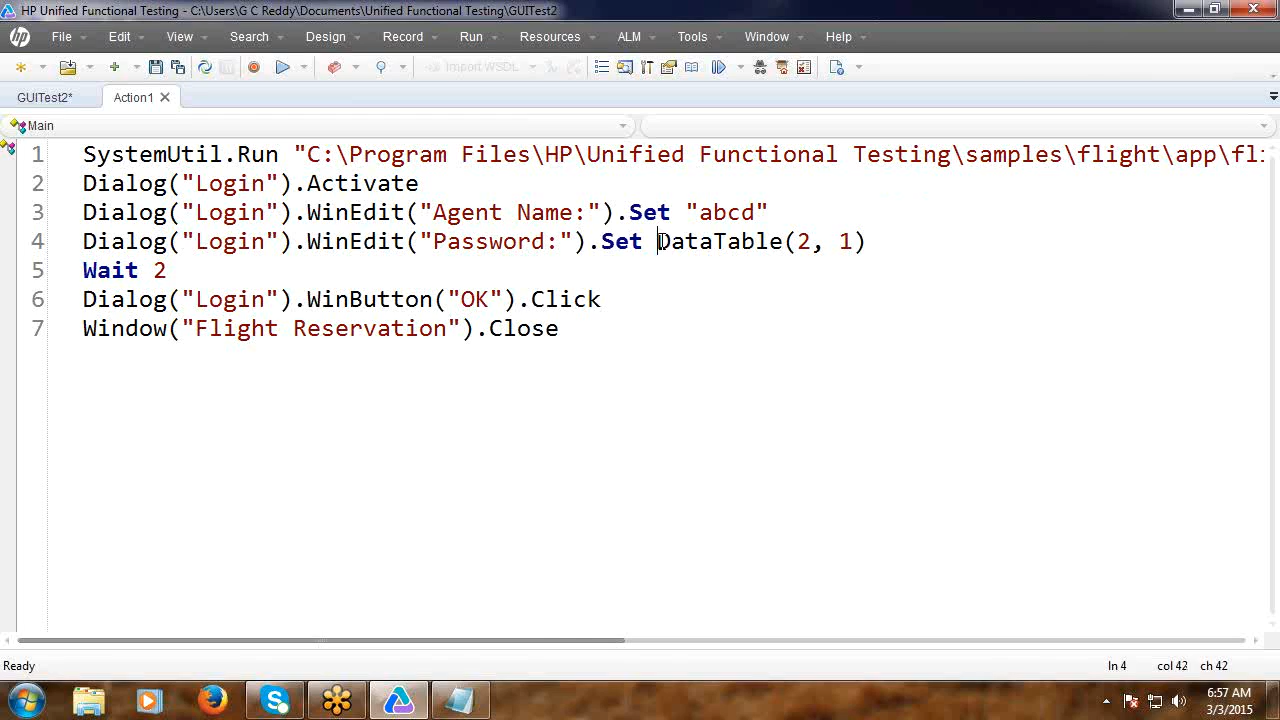 HP Unified Functional Testing - C:\Users\G C Reddy\Documents\Unified Functional Testing\GUITest2
hp File Edit View Search Design Record Run Resources ALM Tools Window Help
Import WSDL
GUITest2* Action1
Main
1 SystemUtil.Run "C:\Program Files\HP\Unified Functional Testing\samples\flight\app\fli
2 Dialog("Login").Activate
3 Dialog("Login").WinEdit("Agent Name:").Set "abcd"
4 Dialog("Login").WinEdit("Password:").Set DataTable(2, 1)
5 Wait 2
6 Dialog("Login").WinButton("OK").Click
7 Window("Flight Reservation").Close
Ready ln 4 col 42 ch 42
6:57 AM
3/3/2015